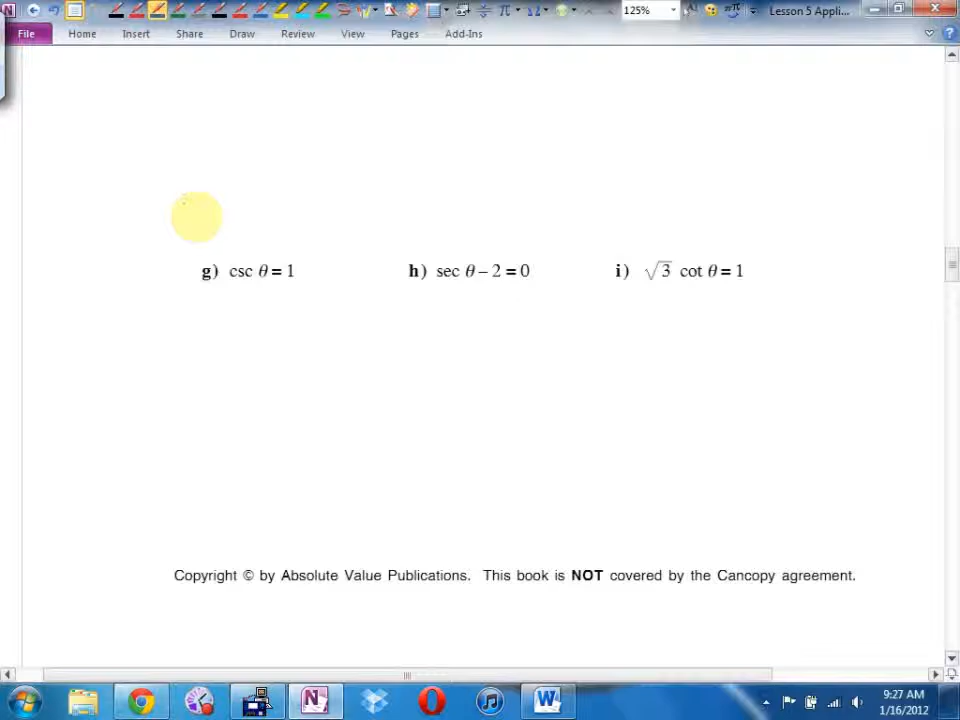 125%
Lesson 5 Appli...
File Home Insert Share Draw Review View Pages Add-Ins
g) csc θ = 1 h) sec θ – 2 = 0 i) √3 cot θ = 1
Copyright © by Absolute Value Publications. This book is NOT covered by the Cancopy agreement.
9:27 AM
1/16/2012